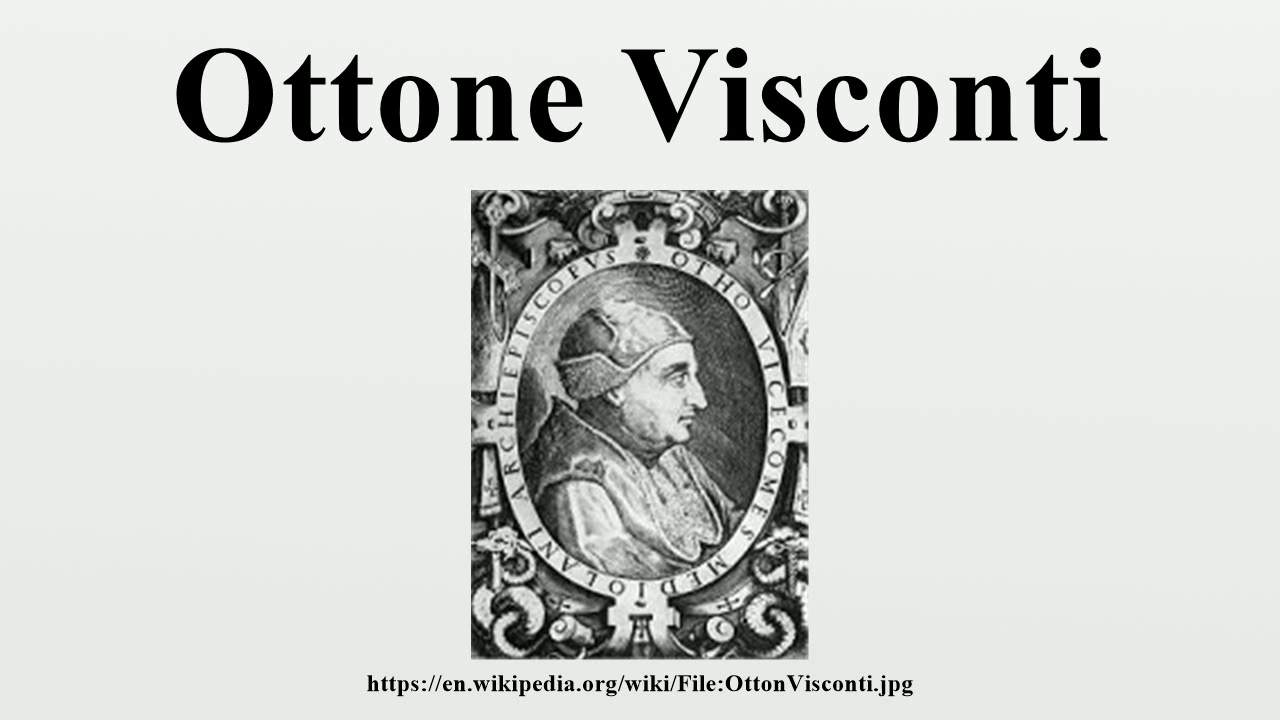 Ottone Visconti
OTHO VICECOMES MEDIOLANI ARCHIEPISCOPVS
https://en.wikipedia.org/wiki/File:OttonVisconti.jpg